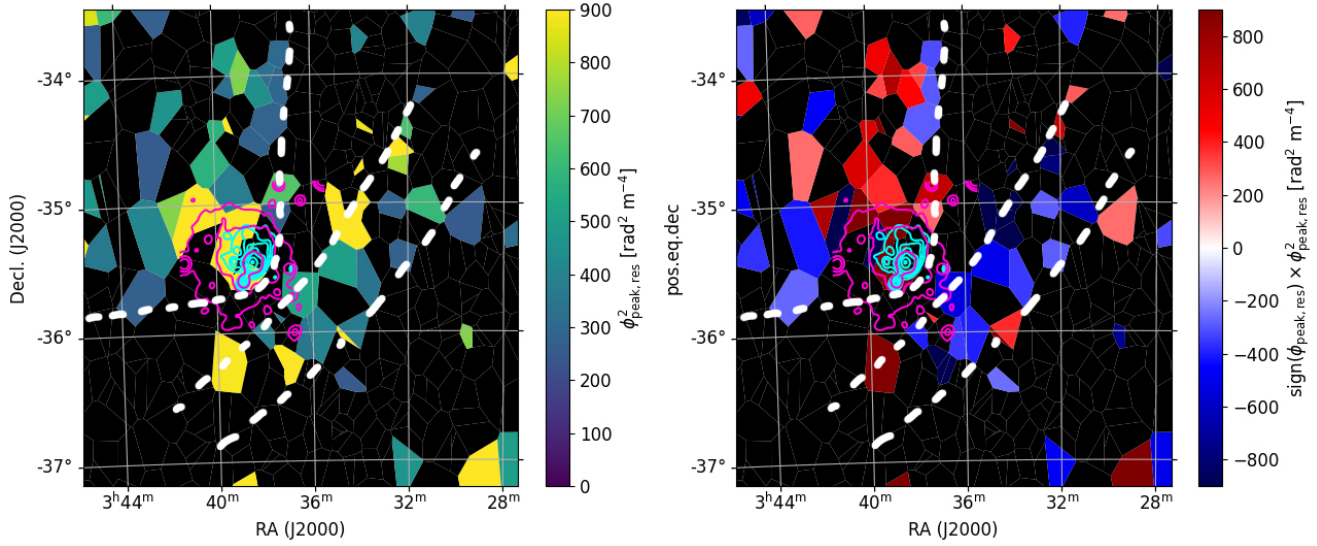 -34°
-35°
-36°
-37°
Decl. (J2000)
3ʰ44ᵐ
40ᵐ
36ᵐ
32ᵐ
28ᵐ
RA (J2000)
900
800
700
600
500
400
300
200
100
0
ϕ²peak,res [rad² m⁻⁴]
-34°
-35°
-36°
-37°
pos.eq.dec
3ʰ44ᵐ
40ᵐ
36ᵐ
32ᵐ
28ᵐ
RA (J2000)
800
600
400
200
0
−200
−400
−600
−800
sign(ϕpeak,res) × ϕ²peak,res [rad² m⁻⁴]